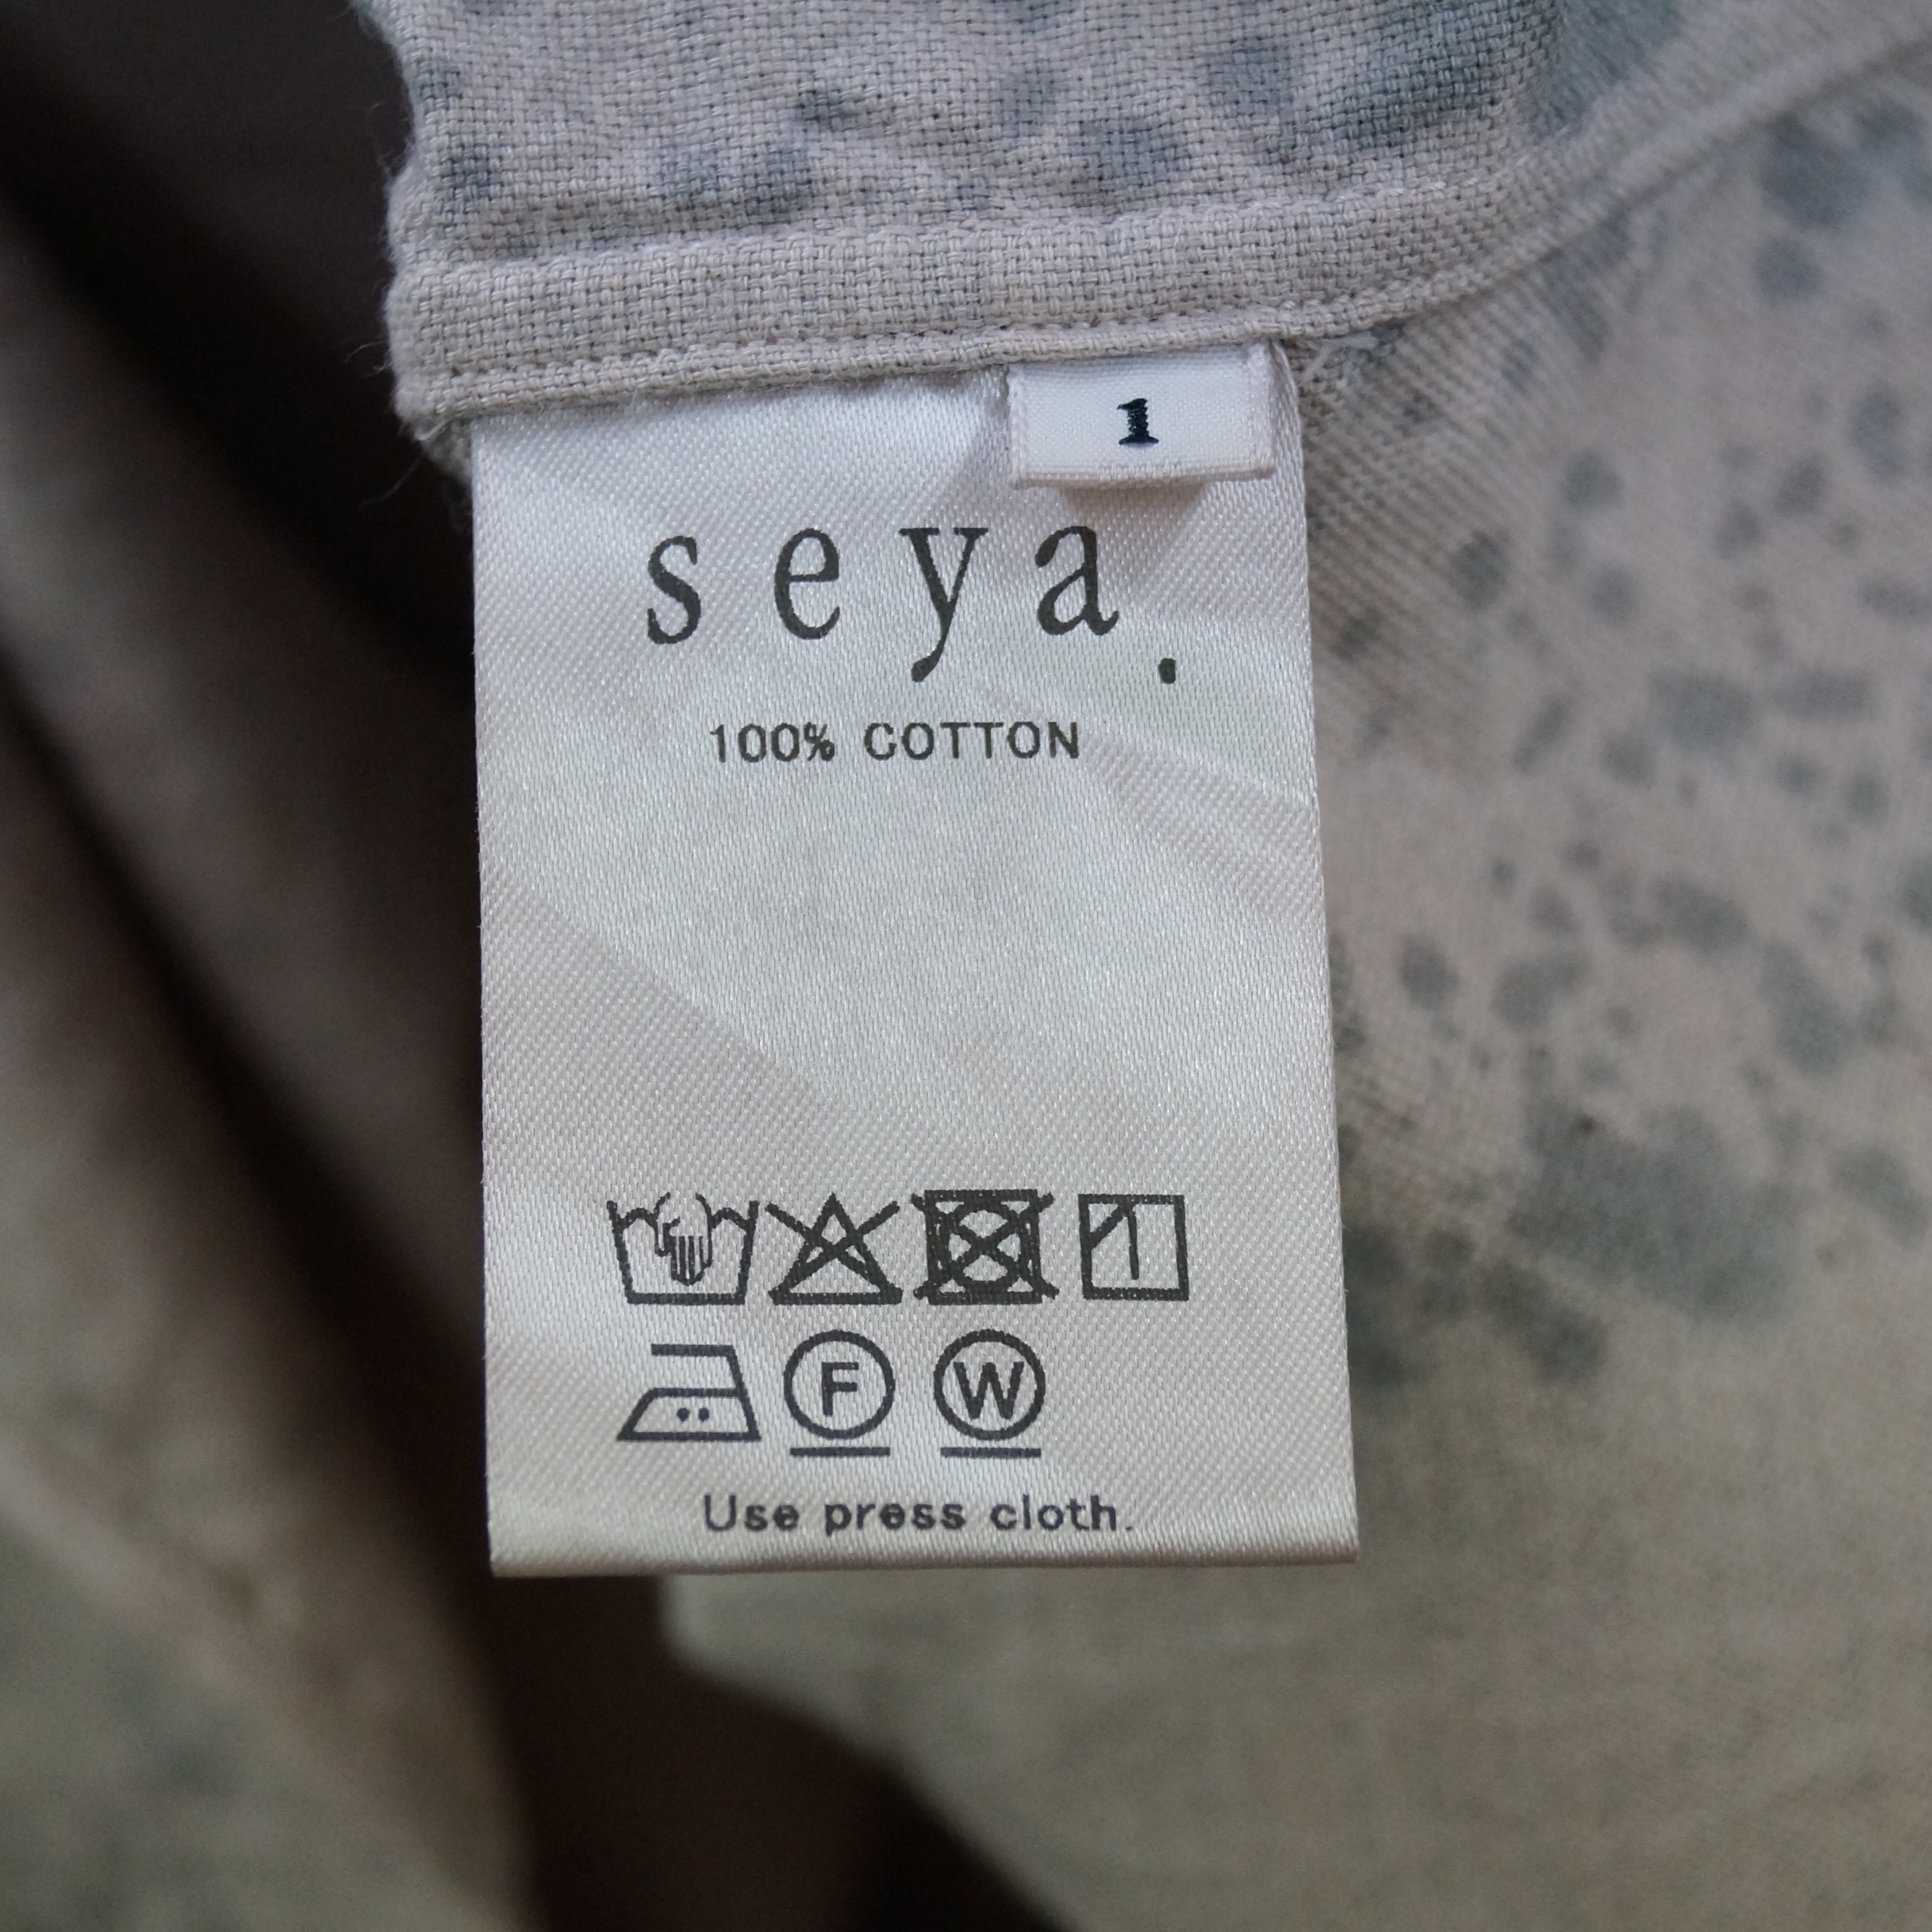 1
seya.
100% COTTON
F W
Use press cloth.